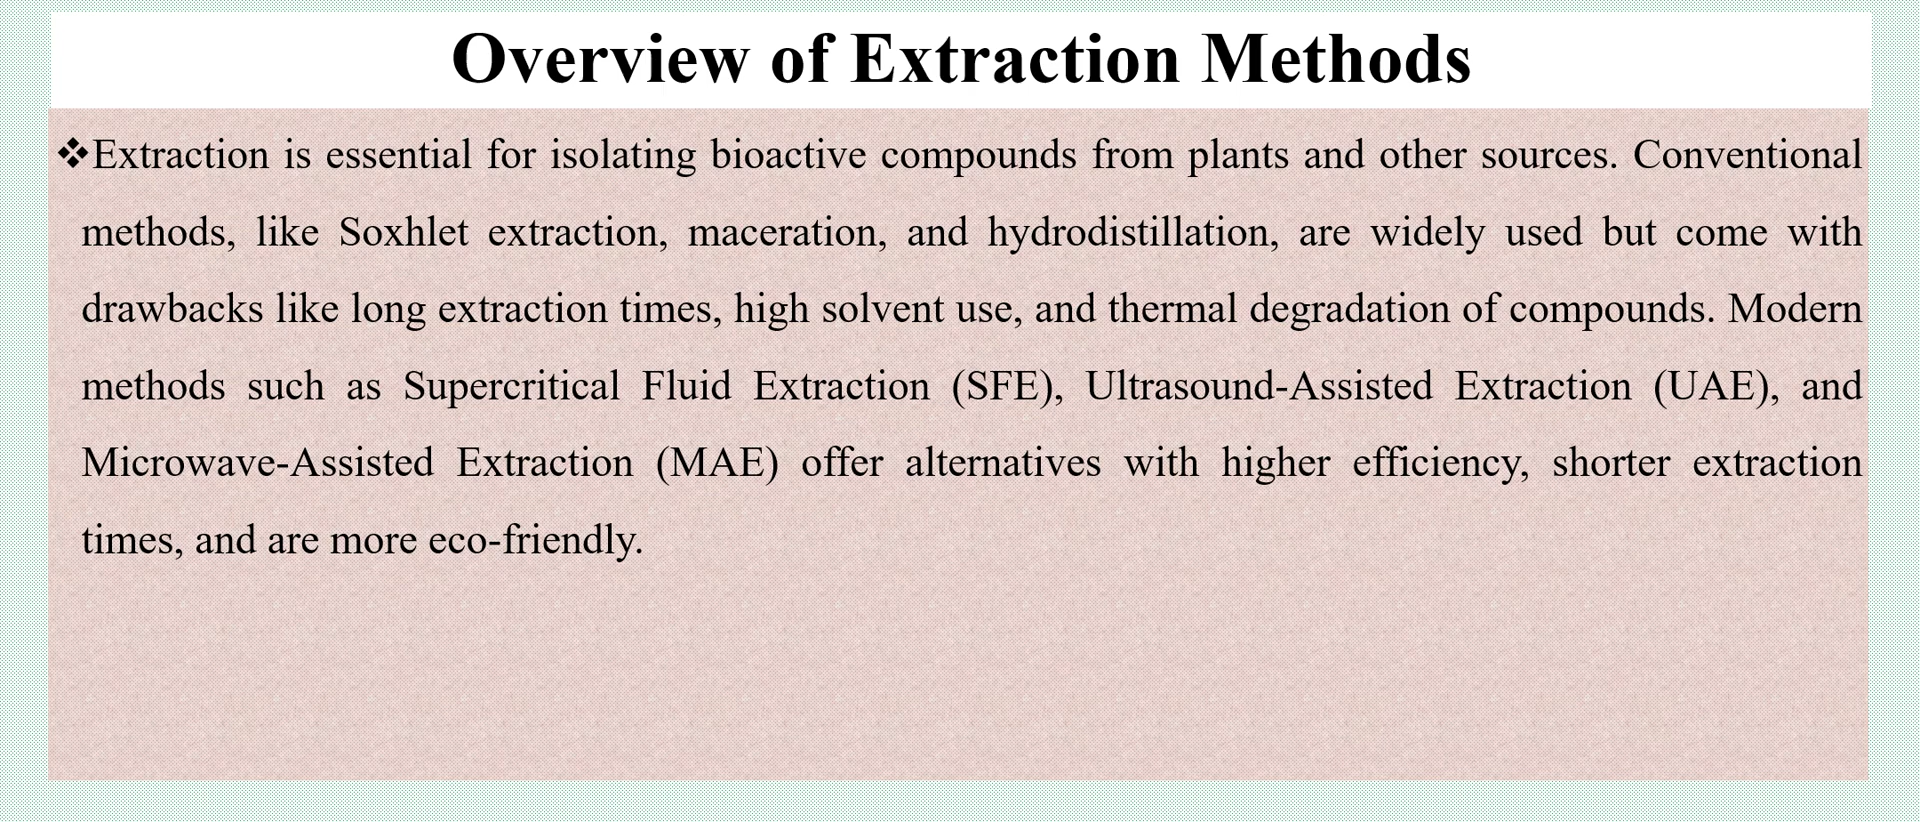 Overview of Extraction Methods
❖Extraction is essential for isolating bioactive compounds from plants and other sources. Conventional
methods, like Soxhlet extraction, maceration, and hydrodistillation, are widely used but come with
drawbacks like long extraction times, high solvent use, and thermal degradation of compounds. Modern
methods such as Supercritical Fluid Extraction (SFE), Ultrasound-Assisted Extraction (UAE), and
Microwave-Assisted Extraction (MAE) offer alternatives with higher efficiency, shorter extraction
times, and are more eco-friendly.